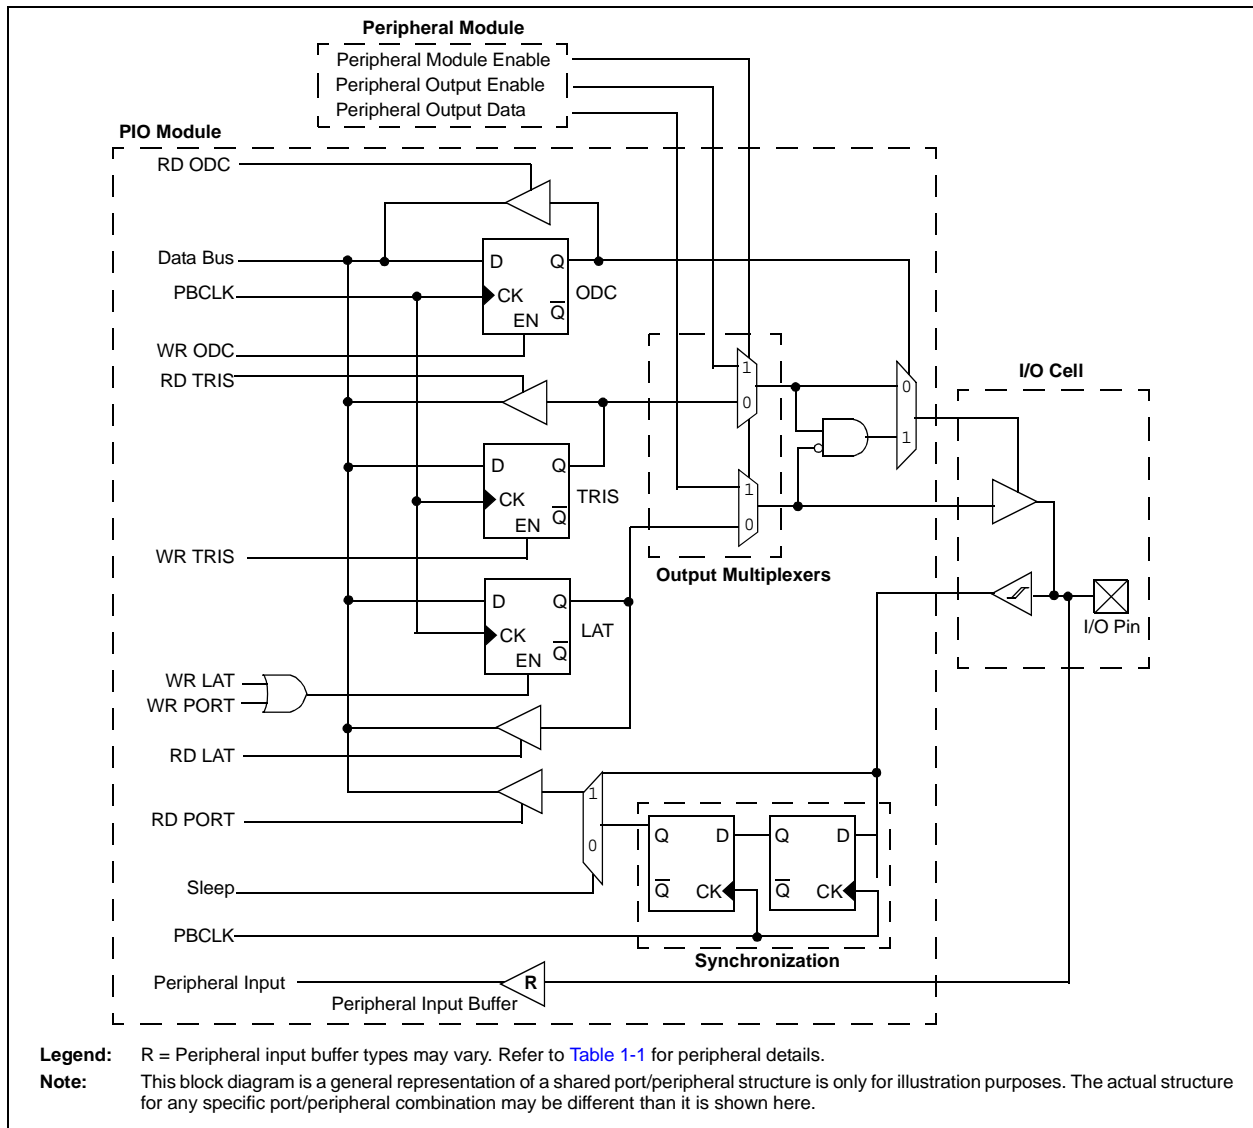 Peripheral Module
Peripheral Module Enable
Peripheral Output Enable
Peripheral Output Data
PIO Module
RD ODC
Data Bus
D
Q
PBCLK
CK
ODC
Q
EN
WR ODC
RD TRIS
1
0
I/O Cell
0
1
D
Q
CK
TRIS
Q
EN
WR TRIS
1
0
Output Multiplexers
D
Q
CK
LAT
Q
EN
I/O Pin
WR LAT
WR PORT
RD LAT
1
RD PORT
0
Q
D
Q
D
Q
CK
Q
CK
Sleep
PBCLK
Synchronization
Peripheral Input
R
Peripheral Input Buffer
Legend: R = Peripheral input buffer types may vary. Refer to Table 1-1 for peripheral details.
Note: This block diagram is a general representation of a shared port/peripheral structure is only for illustration purposes. The actual structure
for any specific port/peripheral combination may be different than it is shown here.